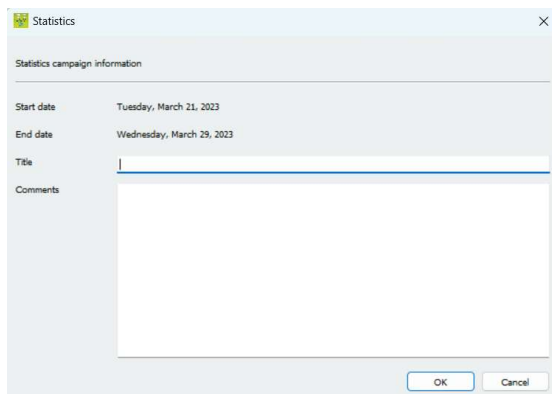 Statistics
Statistics campaign information
Start date Tuesday, March 21, 2023
End date Wednesday, March 29, 2023
Title
Comments
OK Cancel